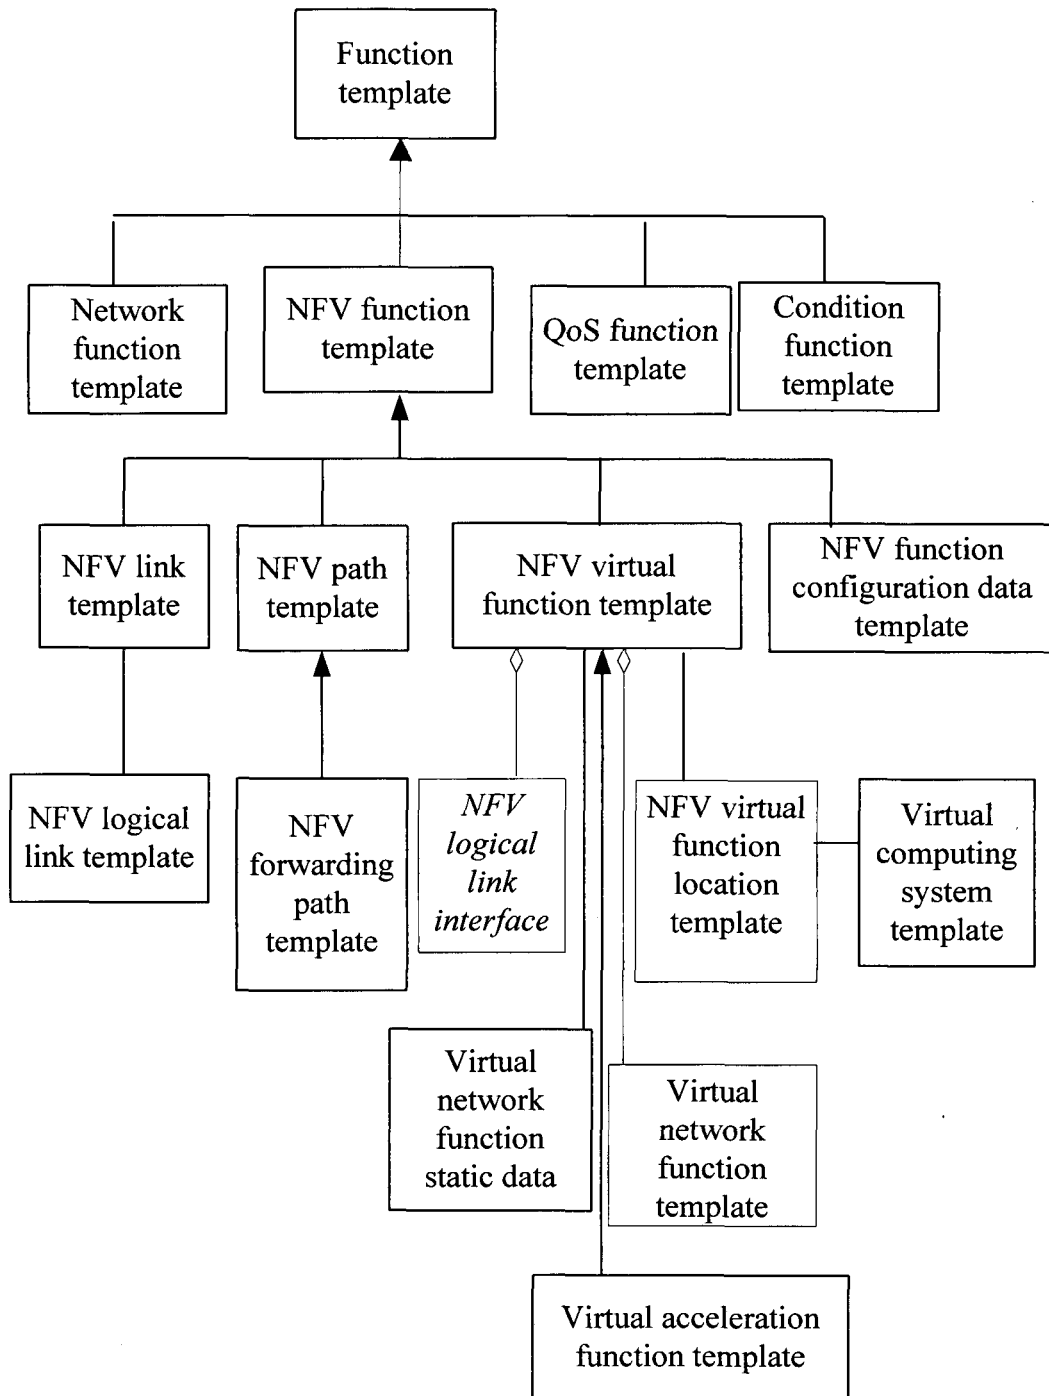 Function
template
Network
function
template
NFV function
template
QoS function
template
Condition
function
template
NFV link
template
NFV path
template
NFV virtual
function template
NFV function
configuration data
template
NFV logical
link template
NFV
forwarding
path
template
NFV
logical
link
interface
NFV virtual
function
location
template
Virtual
computing
system
template
Virtual
network
function
static data
Virtual
network
function
template
Virtual acceleration
function template